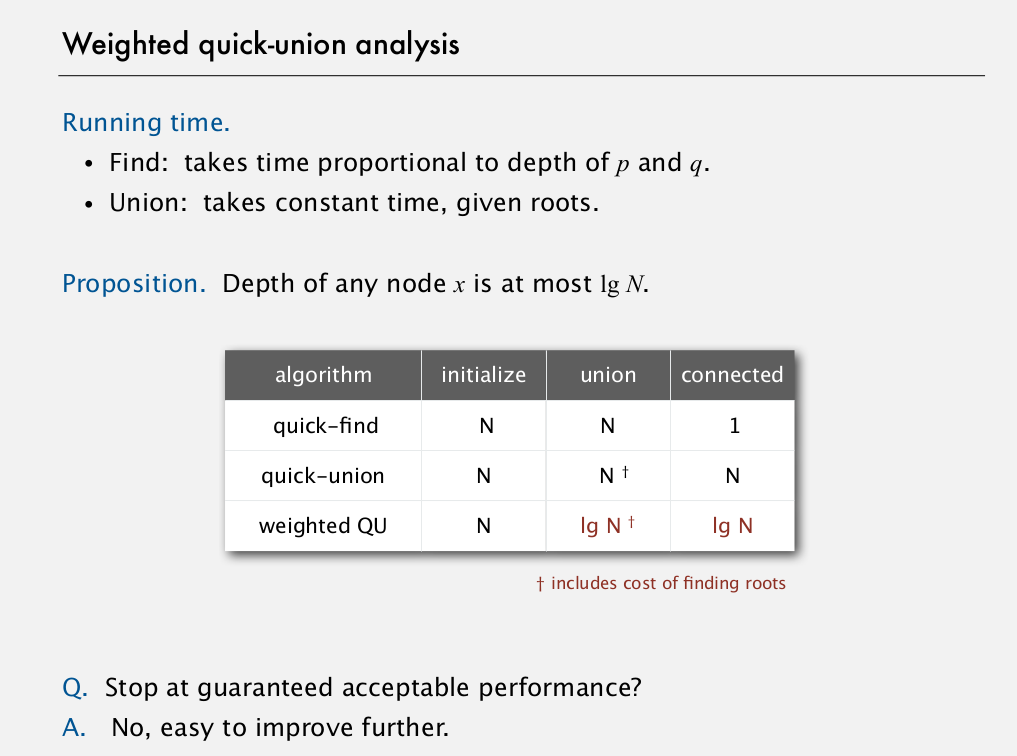 Weighted quick-union analysis
Running time.
• Find: takes time proportional to depth of p and q.
• Union: takes constant time, given roots.
Proposition. Depth of any node x is at most lg N.
algorithm initialize union connected
quick–find N N 1
quick–union N N † N
weighted QU N lg N † lg N
† includes cost of finding roots
Q. Stop at guaranteed acceptable performance?
A. No, easy to improve further.